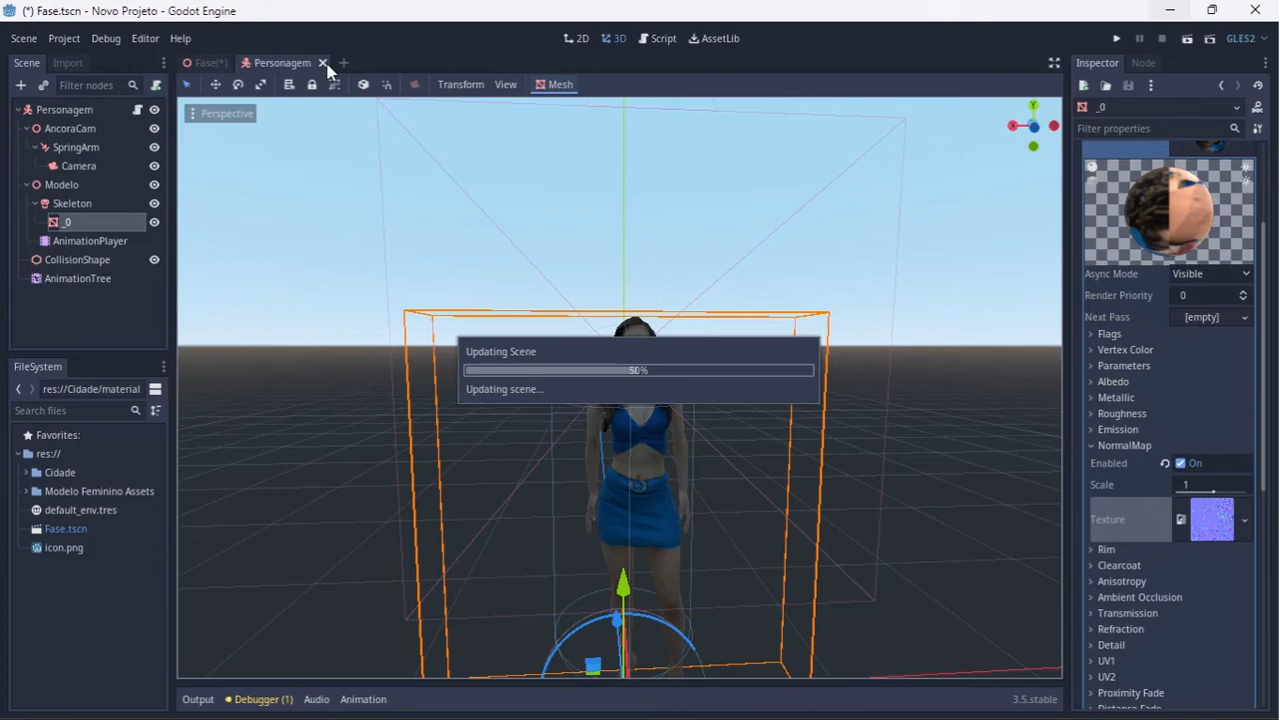 (*) Fase.tscn - Novo Projeto - Godot Engine
Scene Project Debug Editor Help
2D 3D Script AssetLib
GLES2
Scene Import
Filter nodes
Personagem
AncoraCam
SpringArm
Camera
Modelo
Skeleton
_0
AnimationPlayer
CollisionShape
AnimationTree
FileSystem
res://Cidade/material
Search files
Favorites:
res://
Cidade
Modelo Feminino Assets
default_env.tres
Fase.tscn
icon.png
Fase(*) Personagem
Transform View Mesh
Perspective
Y
X
Updating Scene
50%
Updating scene...
Output Debugger (1) Audio Animation
3.5.stable
Inspector Node
_0
Filter properties
Async Mode Visible
Render Priority 0
Next Pass [empty]
Flags
Vertex Color
Parameters
Albedo
Metallic
Roughness
Emission
NormalMap
Enabled On
Scale 1
Texture
Rim
Clearcoat
Anisotropy
Ambient Occlusion
Transmission
Refraction
Detail
UV1
UV2
Proximity Fade
Distance Fade